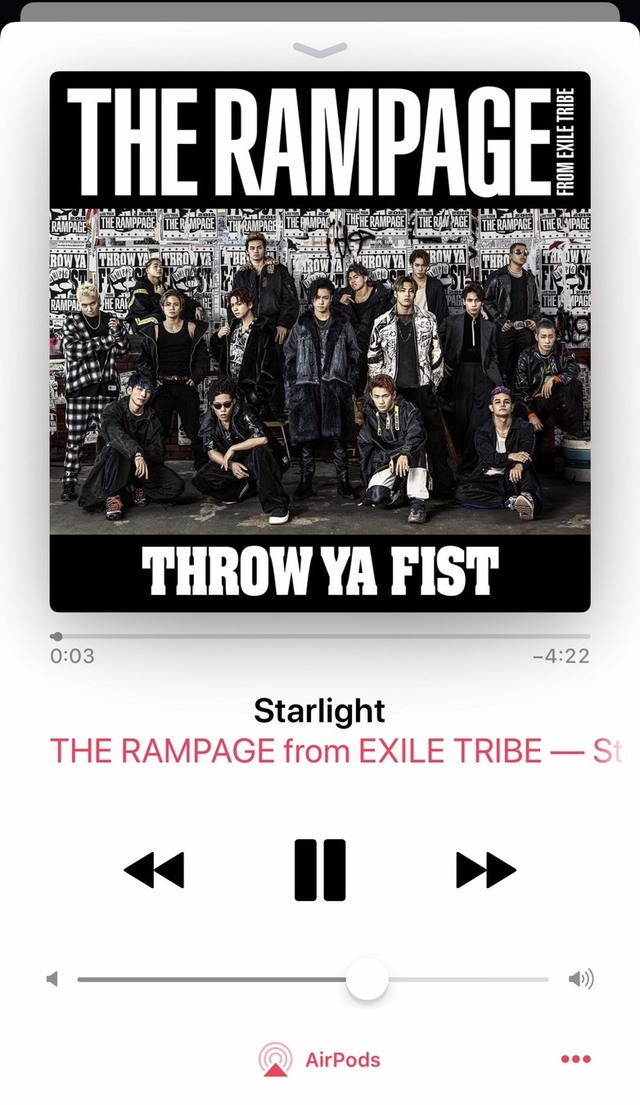 THE RAMPAGE
FROM EXILE TRIBE
THROW YA FIST
0:03
−4:22
Starlight
THE RAMPAGE from EXILE TRIBE — St
AirPods